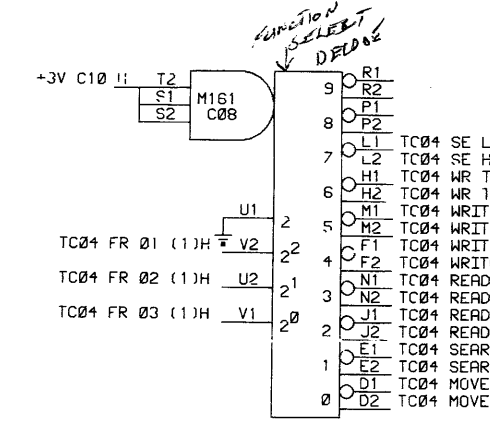 FUNCTION
SELECT
DECODE
+3V C10 U T2
S1
S2
M161
C08
9 R1
R2
8 P1
P2
7 L1 TC04 SE L
L2 TC04 SE H
6 H1 TC04 WR T
H2 TC04 WR T
5 M1 TC04 WRIT
M2 TC04 WRIT
4 F1 TC04 WRIT
F2 TC04 WRIT
3 N1 TC04 READ
N2 TC04 READ
2 J1 TC04 READ
J2 TC04 READ
1 E1 TC04 SEAR
E2 TC04 SEAR
0 D1 TC04 MOVE
D2 TC04 MOVE
U1 2
TC04 FR 01 (1)H V2 2²
TC04 FR 02 (1)H U2 2¹
TC04 FR 03 (1)H V1 2⁰